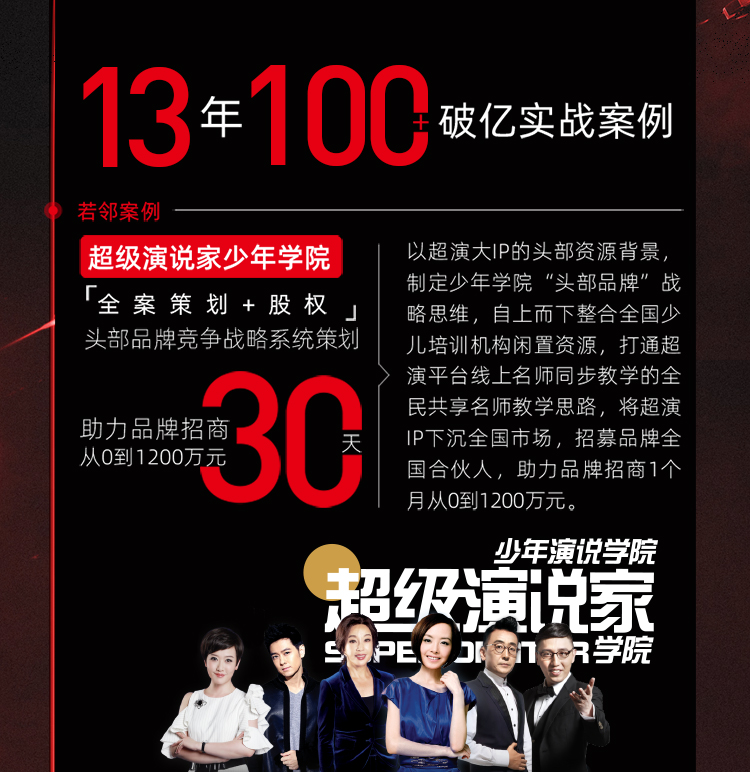 13年100+破亿实战案例
若邻案例
超级演说家少年学院
「全案策划+股权」
头部品牌竞争战略系统策划
助力品牌招商
从0到1200万元
30天
以超演大IP的头部资源背景，
制定少年学院“头部品牌”战
略思维，自上而下整合全国少
儿培训机构闲置资源，打通超
演平台线上名师同步教学的全
民共享名师教学思路，将超演
IP下沉全国市场，招募品牌全
国合伙人，助力品牌招商1个
月从0到1200万元。
少年演说学院
超级演说家
学院